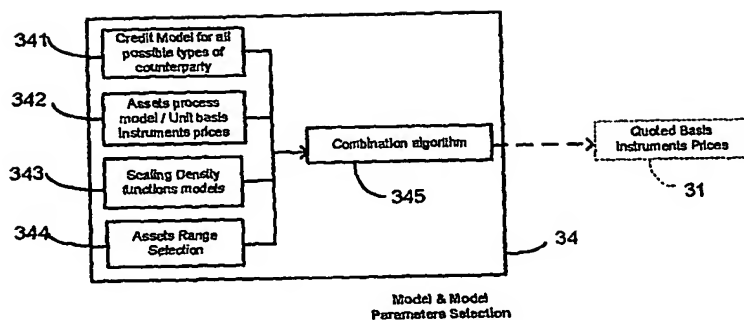 341
Credit Model for all
possible types of
counterparty
342
Assets process
model / Unit basis
Instruments prices
343
Scaling Density
functions models
344
Assets Range
Selection
Combination algorithm
345
Quoted Basis
Instruments Prices
31
34
Model & Model
Parameters Selection